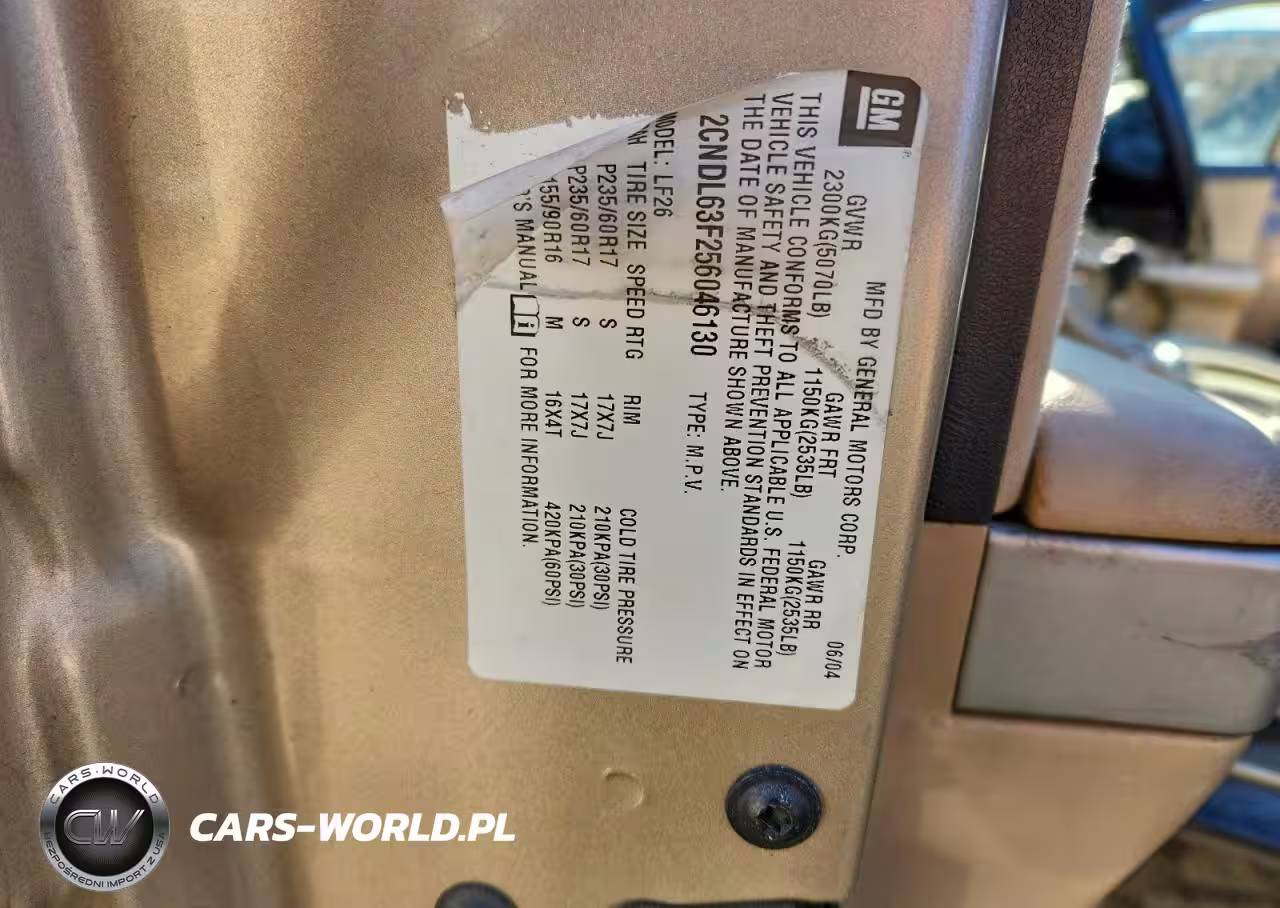 GM
MFD BY GENERAL MOTORS CORP. 06/04
GVWR GAWR FRT GAWR RR
2300KG(5070LB) 1150KG(2535LB) 1150KG(2535LB)
THIS VEHICLE CONFORMS TO ALL APPLICABLE U.S. FEDERAL MOTOR
VEHICLE SAFETY AND THEFT PREVENTION STANDARDS IN EFFECT ON
THE DATE OF MANUFACTURE SHOWN ABOVE.
2CNDL63F256046130 TYPE: M.P.V.
MODEL: LF26
TIRE SIZE SPEED RTG RIM COLD TIRE PRESSURE
P235/60R17 S 17X7J 210KPA(30PSI)
P235/60R17 S 17X7J 210KPA(30PSI)
155/90R16 M 16X4T 420KPA(60PSI)
'S MANUAL FOR MORE INFORMATION.
CARS-WORLD
CW
BEZPOŚREDNI IMPORT Z USA
CARS-WORLD.PL